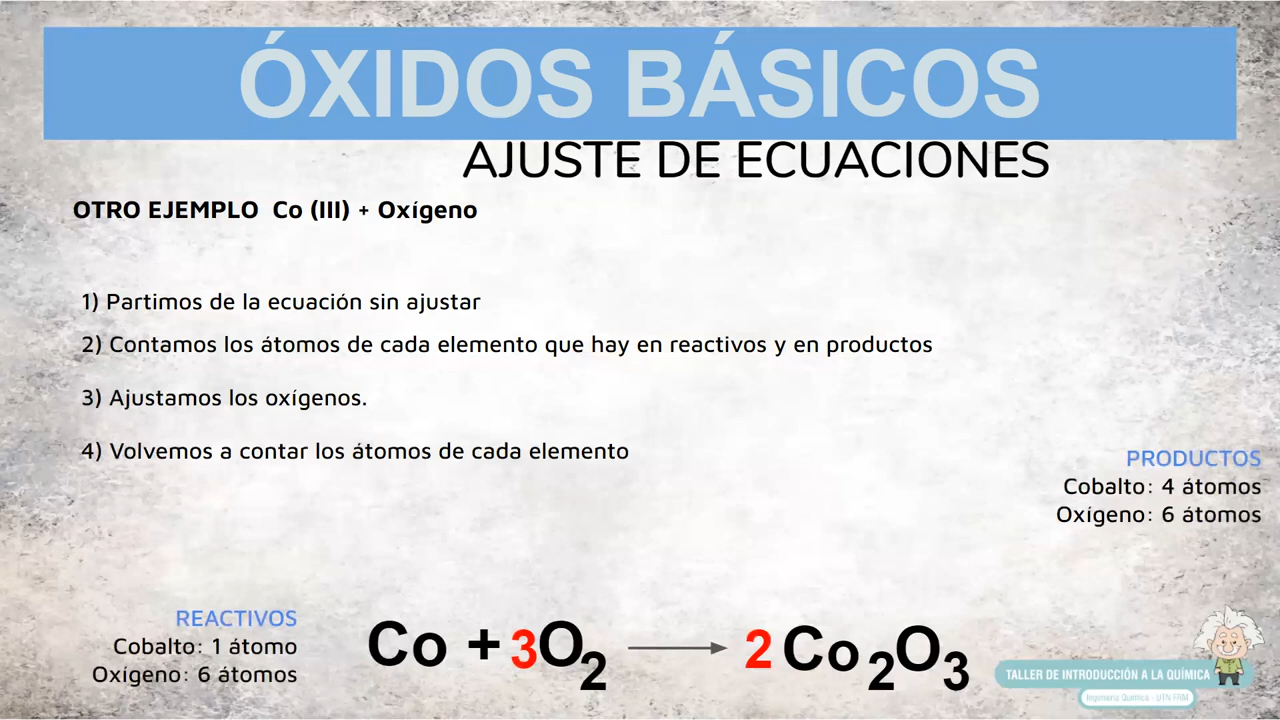 ÓXIDOS BÁSICOS
AJUSTE DE ECUACIONES
OTRO EJEMPLO Co (III) + Oxígeno
1) Partimos de la ecuación sin ajustar
2) Contamos los átomos de cada elemento que hay en reactivos y en productos
3) Ajustamos los oxígenos.
4) Volvemos a contar los átomos de cada elemento
PRODUCTOS
Cobalto: 4 átomos
Oxígeno: 6 átomos
REACTIVOS
Cobalto: 1 átomo
Oxígeno: 6 átomos
Co + 3O2 → 2 Co2O3
TALLER DE INTRODUCCIÓN A LA QUÍMICA
Ingeniería Química - UTN FRM